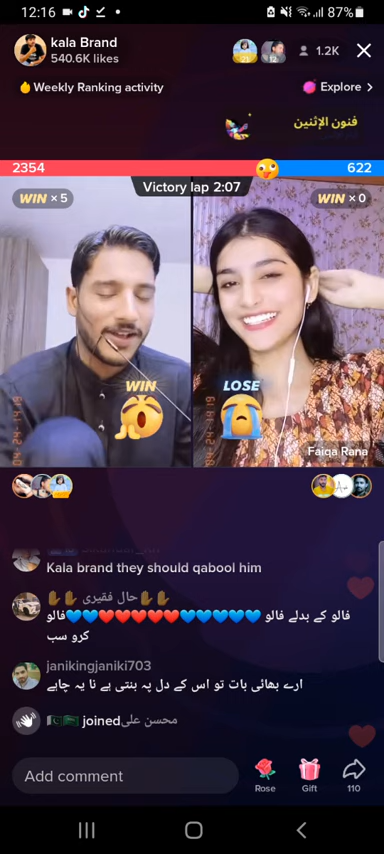 12:16
87%
kala Brand
540.6K likes
1.2K
Weekly Ranking activity
Explore >
فنون الإثنين
2354
622
Victory lap 2:07
WIN × 5
WIN × 0
WIN
LOSE
Faiqa Rana
Kala brand they should qabool him
✋✋حال فقیری✋✋
فالو کے بدلے فالو 💙💙💙💙💙❤️❤️❤️❤️❤️💙💙فالو
کرو سب
janikingjaniki703
ارے بھائی بات تو اس کے دل پہ بنتی ہے نا یہ چاہے
🇵🇰🇸🇦 joined محسن علی
Add comment
Rose
Gift
110